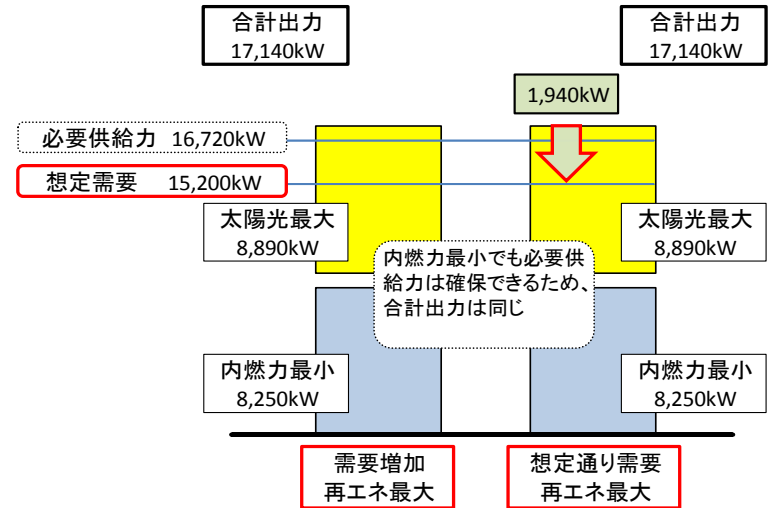 合計出力
17,140kW
合計出力
17,140kW
1,940kW
必要供給力 16,720kW
想定需要 15,200kW
太陽光最大
8,890kW
太陽光最大
8,890kW
内燃力最小でも必要供
給力は確保できるため、
合計出力は同じ
内燃力最小
8,250kW
内燃力最小
8,250kW
需要増加
再エネ最大
想定通り需要
再エネ最大